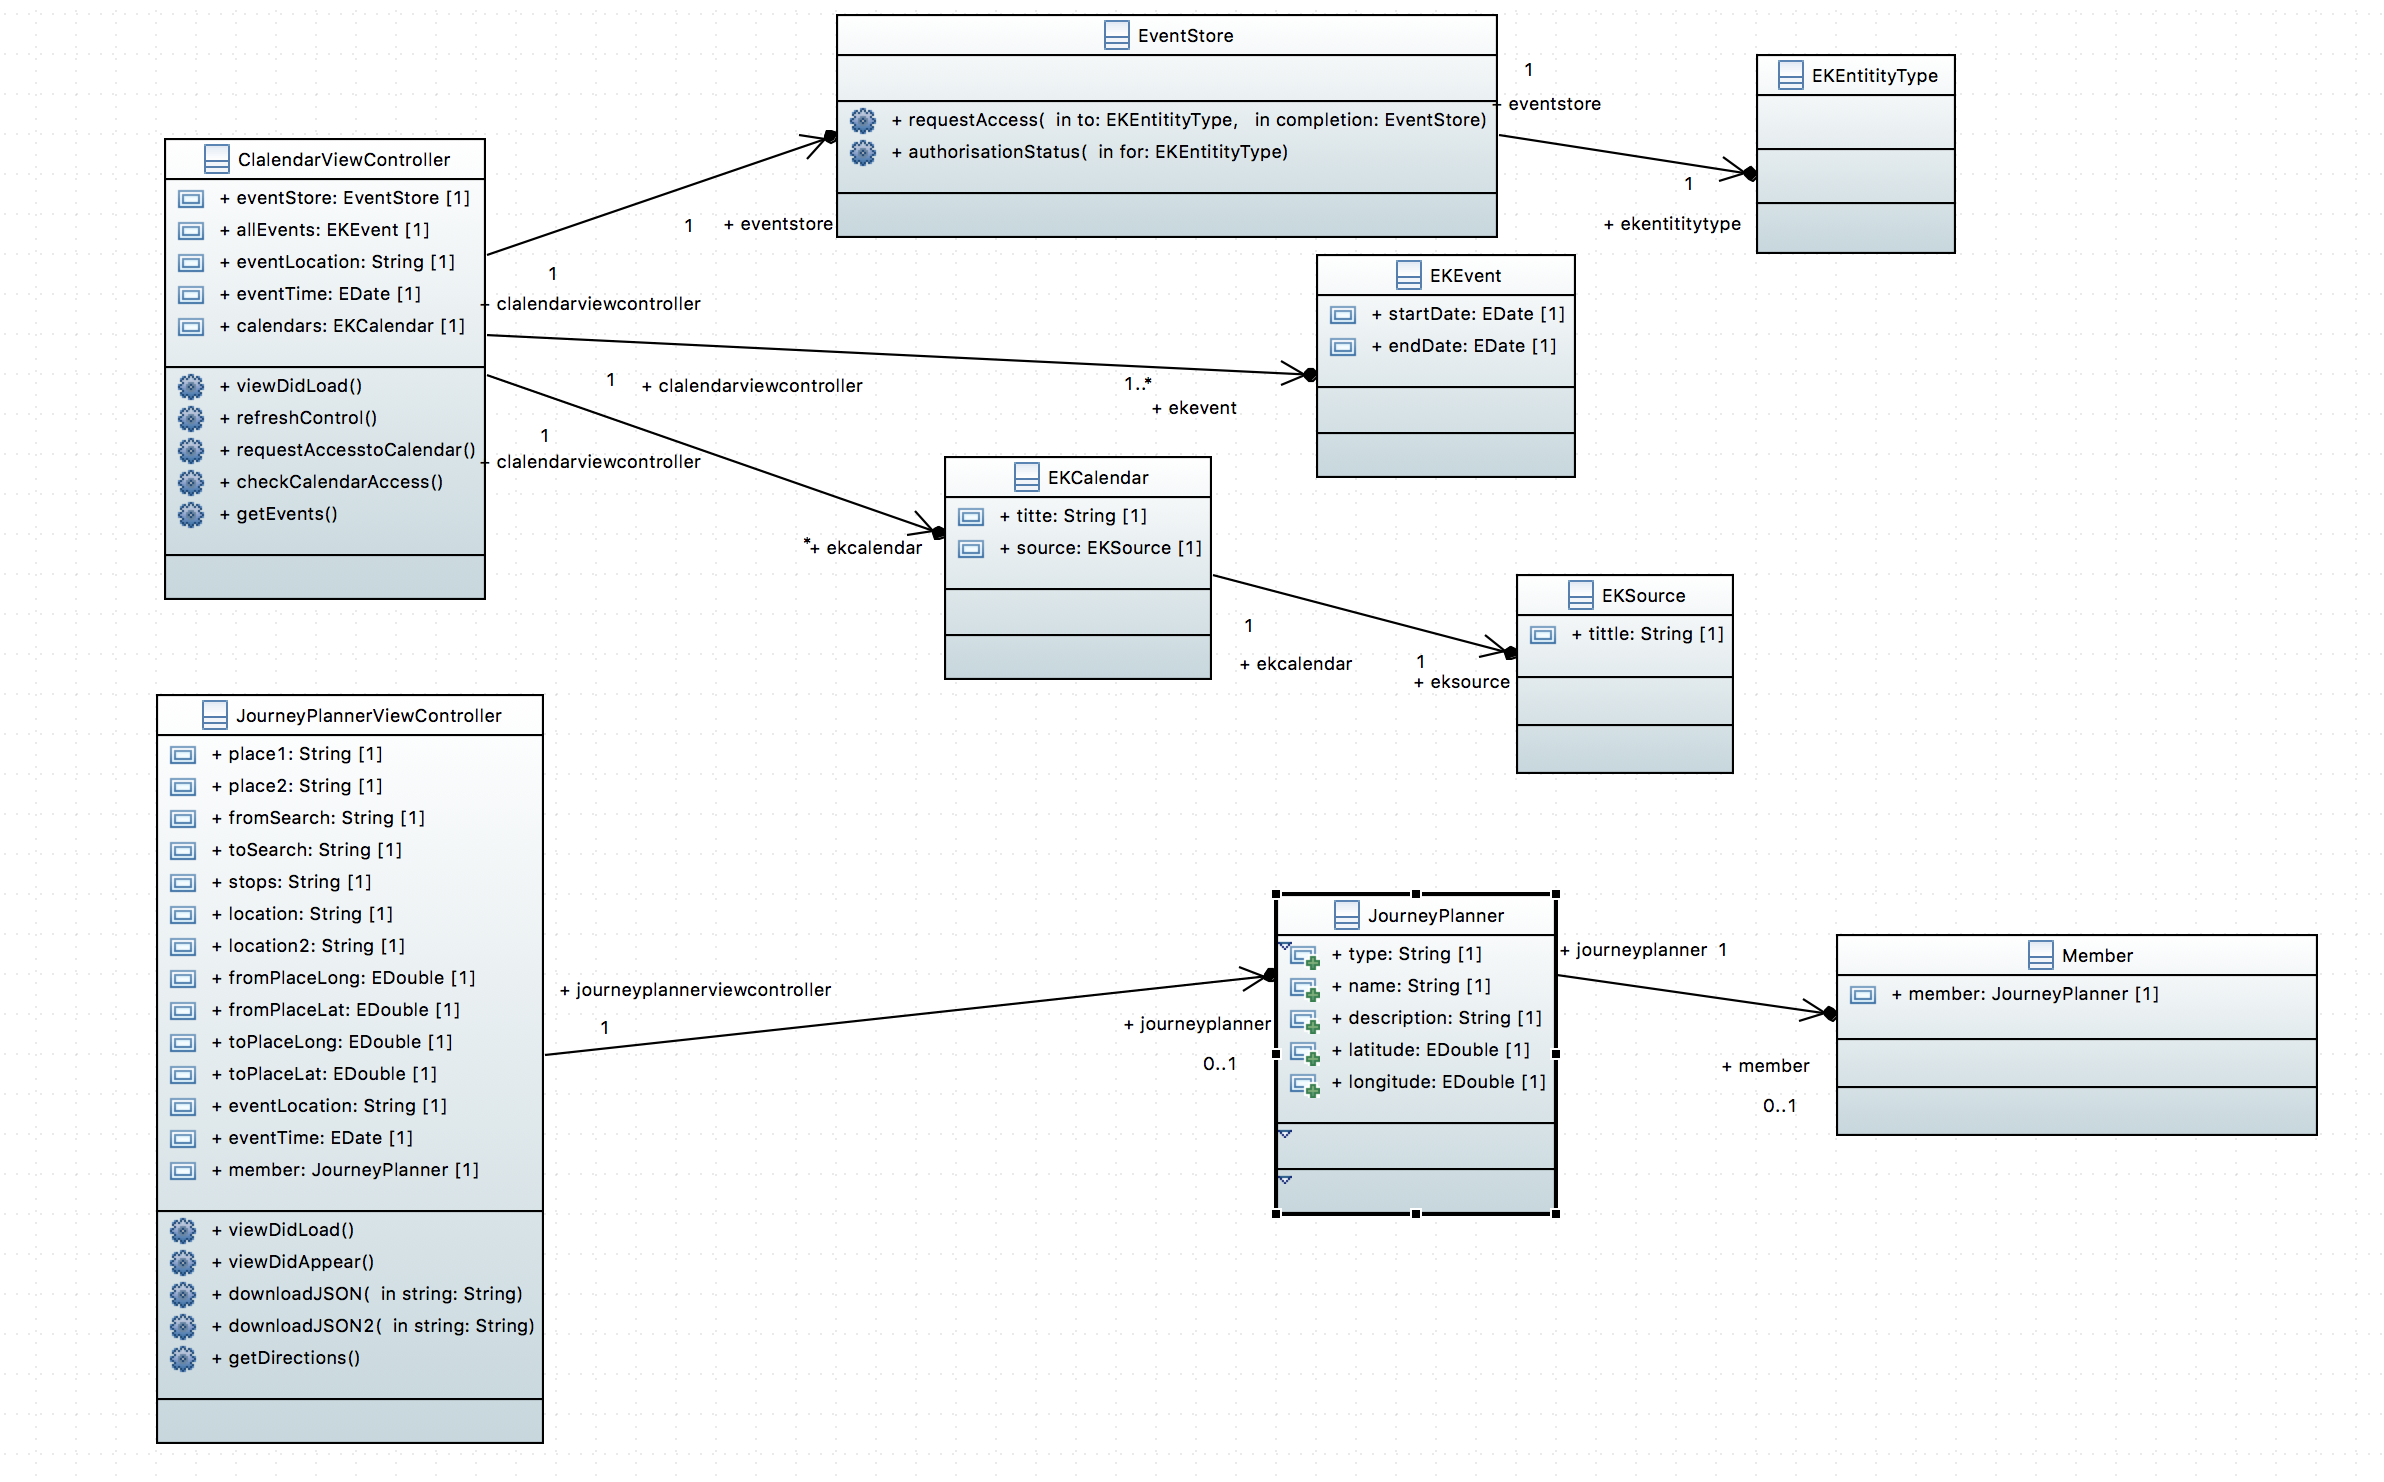 EventStore
+ requestAccess(  in to: EKEntitityType,   in completion: EventStore)
+ authorisationStatus(  in for: EKEntitityType)
1
+ eventstore
EKEntitityType
1
+ ekentititytype
ClalendarViewController
+ eventStore: EventStore [1]
+ allEvents: EKEvent [1]
+ eventLocation: String [1]
+ eventTime: EDate [1]
+ calendars: EKCalendar [1]
+ viewDidLoad()
+ refreshControl()
+ requestAccesstoCalendar()
+ checkCalendarAccess()
+ getEvents()
1
+ eventstore
1
+ clalendarviewcontroller
1
+ clalendarviewcontroller
1..*
+ ekevent
1
+ clalendarviewcontroller
*
+ ekcalendar
EKEvent
+ startDate: EDate [1]
+ endDate: EDate [1]
EKCalendar
+ titte: String [1]
+ source: EKSource [1]
1
+ ekcalendar
1
+ eksource
EKSource
+ tittle: String [1]
JourneyPlannerViewController
+ place1: String [1]
+ place2: String [1]
+ fromSearch: String [1]
+ toSearch: String [1]
+ stops: String [1]
+ location: String [1]
+ location2: String [1]
+ fromPlaceLong: EDouble [1]
+ fromPlaceLat: EDouble [1]
+ toPlaceLong: EDouble [1]
+ toPlaceLat: EDouble [1]
+ eventLocation: String [1]
+ eventTime: EDate [1]
+ member: JourneyPlanner [1]
+ viewDidLoad()
+ viewDidAppear()
+ downloadJSON(  in string: String)
+ downloadJSON2(  in string: String)
+ getDirections()
+ journeyplannerviewcontroller
1
+ journeyplanner
0..1
JourneyPlanner
+ type: String [1]
+ name: String [1]
+ description: String [1]
+ latitude: EDouble [1]
+ longitude: EDouble [1]
+ journeyplanner  1
+ member
0..1
Member
+ member: JourneyPlanner [1]